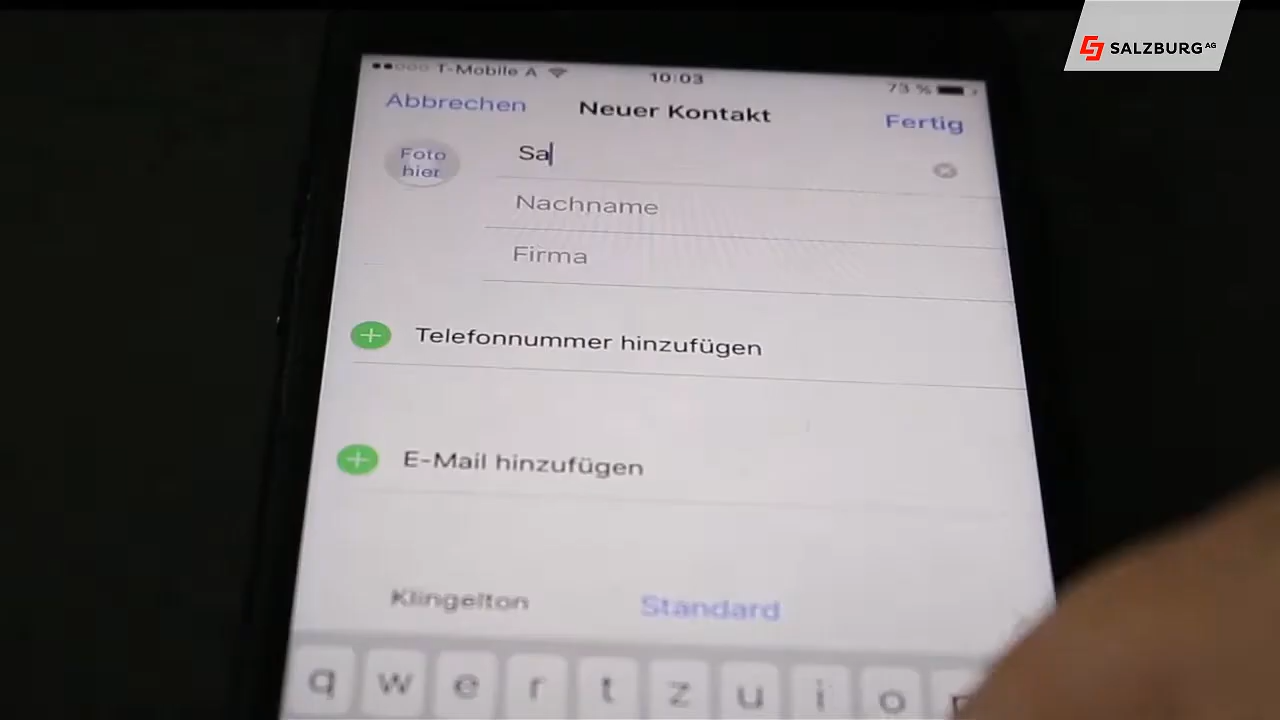 SALZBURG AG
T-Mobile A 10:03 73 %
Abbrechen Neuer Kontakt Fertig
Foto
hier
Sa
Nachname
Firma
Telefonnummer hinzufügen
E-Mail hinzufügen
Klingelton Standard
q w e r t z u i o